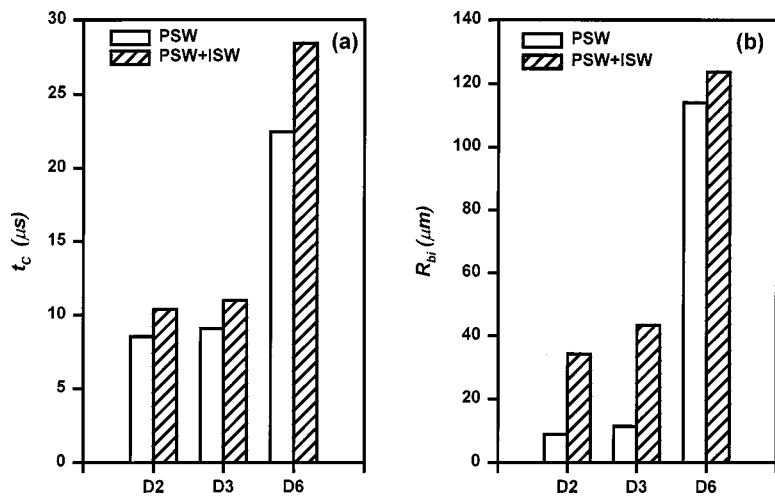 30
25
20
15
10
5
0
t_c (μs)
PSW
PSW+ISW
(a)
D2 D3 D6
140
120
100
80
60
40
20
0
R_bi (μm)
PSW
PSW+ISW
(b)
D2 D3 D6